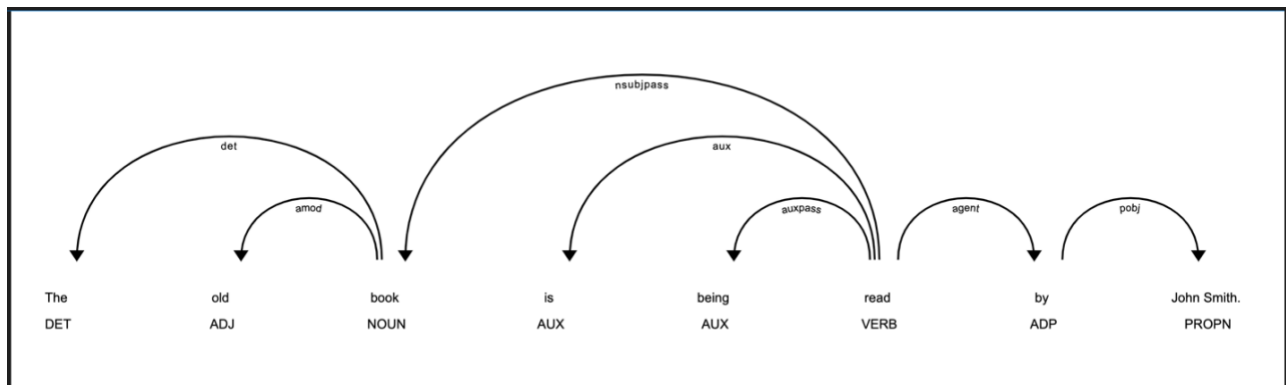 nsubjpass
det aux
amod auxpass agent pobj
The old book is being read by John Smith.
DET ADJ NOUN AUX AUX VERB ADP PROPN